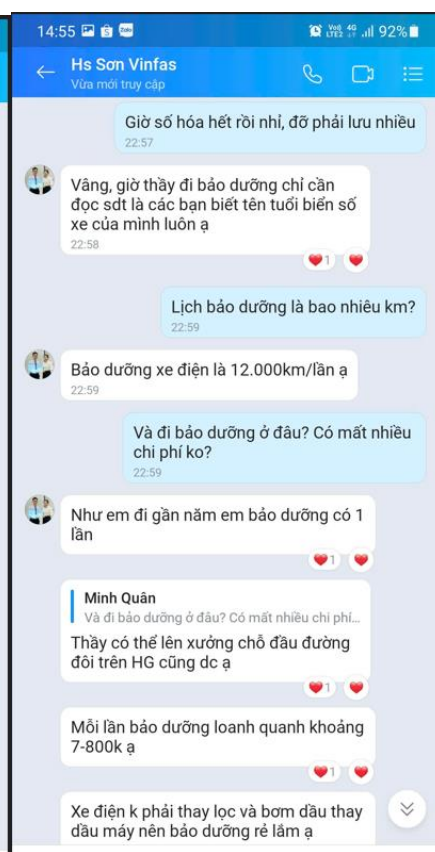 14:55 Zalo VoLTE2 4G 92%
Hs Sơn Vinfas
Vừa mới truy cập
Giờ số hóa hết rồi nhỉ, đỡ phải lưu nhiều
22:57
Vâng, giờ thầy đi bảo dưỡng chỉ cần
đọc sdt là các bạn biết tên tuổi biển số
xe của mình luôn ạ
22:58
1
Lịch bảo dưỡng là bao nhiêu km?
22:59
Bảo dưỡng xe điện là 12.000km/lần ạ
22:59
Và đi bảo dưỡng ở đâu? Có mất nhiều
chi phí ko?
22:59
Như em đi gần năm em bảo dưỡng có 1
lần
1
Minh Quân
Và đi bảo dưỡng ở đâu? Có mất nhiều chi phí...
Thầy có thể lên xưởng chỗ đầu đường
đôi trên HG cũng dc ạ
1
Mỗi lần bảo dưỡng loanh quanh khoảng
7-800k ạ
1
Xe điện k phải thay lọc và bơm dầu thay
dầu máy nên bảo dưỡng rẻ lắm ạ